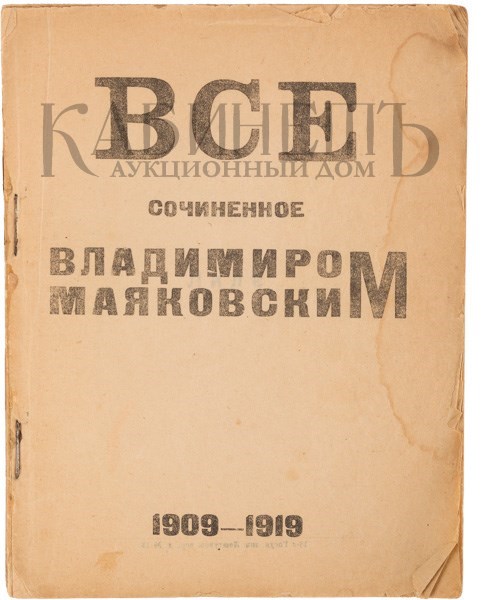 ВСЕ
КАБИНЕТЪ
АУКЦИОННЫЙ ДОМ
СОЧИНЕННОЕ
ВЛАДИМИРОМ
МАЯКОВСКИМ
1909—1919